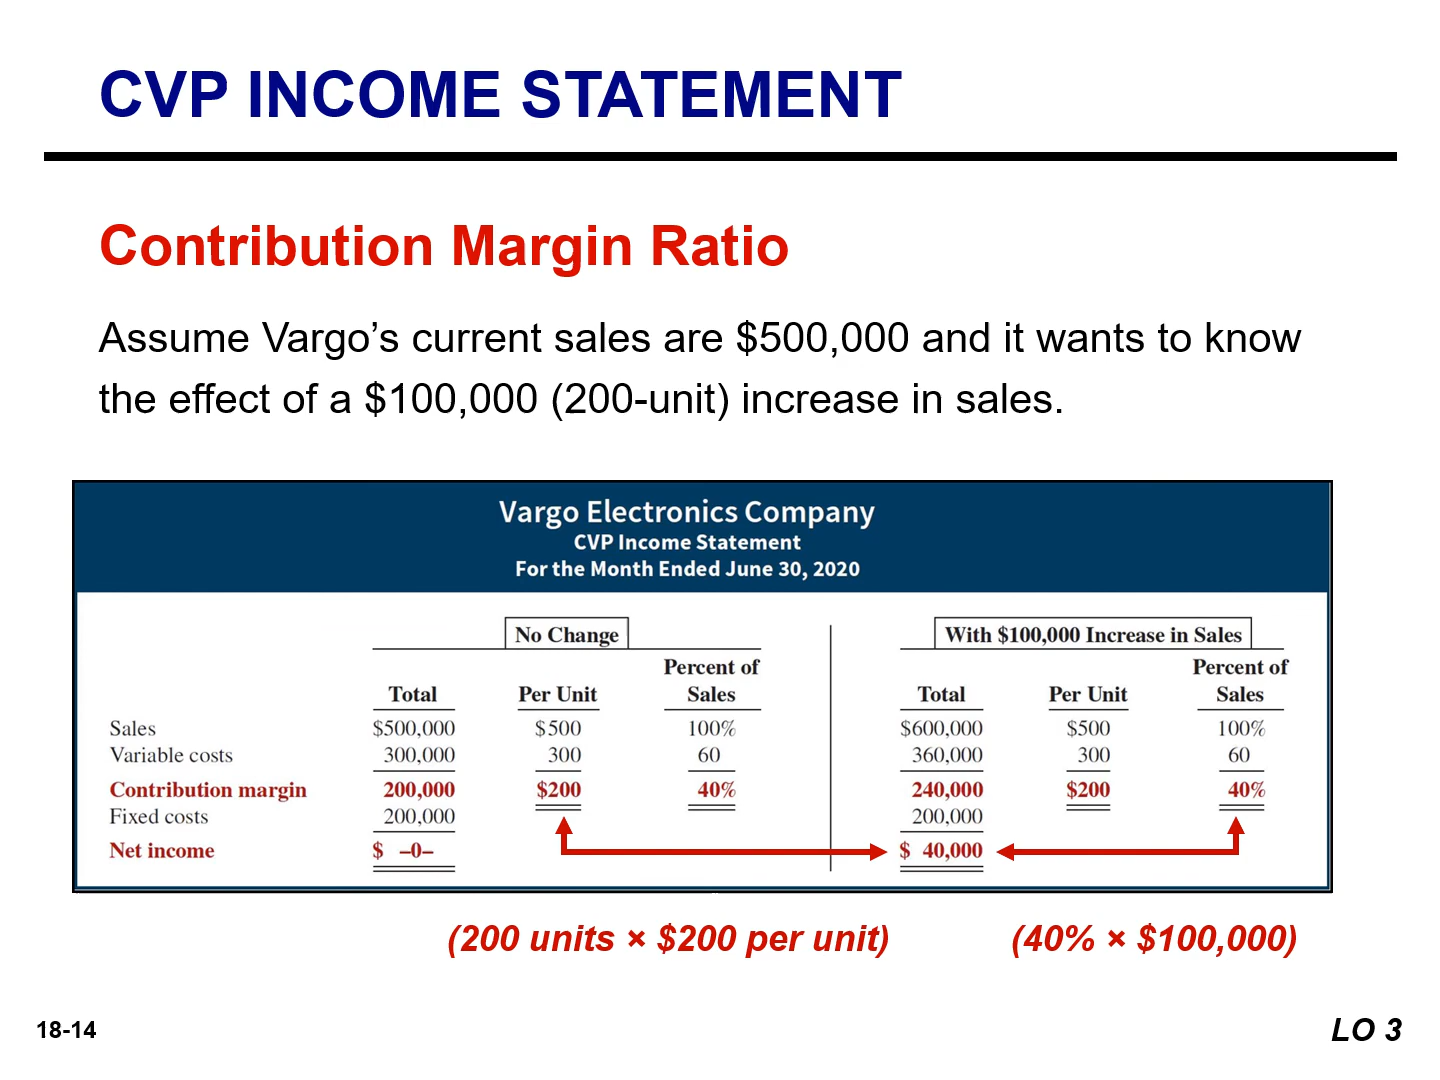 CVP INCOME STATEMENT
Contribution Margin Ratio
Assume Vargo’s current sales are $500,000 and it wants to know
the effect of a $100,000 (200-unit) increase in sales.
Vargo Electronics Company
CVP Income Statement
For the Month Ended June 30, 2020
No Change With $100,000 Increase in Sales
Percent of Percent of
Total Per Unit Sales Total Per Unit Sales
Sales $500,000 $500 100% $600,000 $500 100%
Variable costs 300,000 300 60 360,000 300 60
Contribution margin 200,000 $200 40% 240,000 $200 40%
Fixed costs 200,000 200,000
Net income $ –0– $ 40,000
(200 units × $200 per unit) (40% × $100,000)
18-14 LO 3